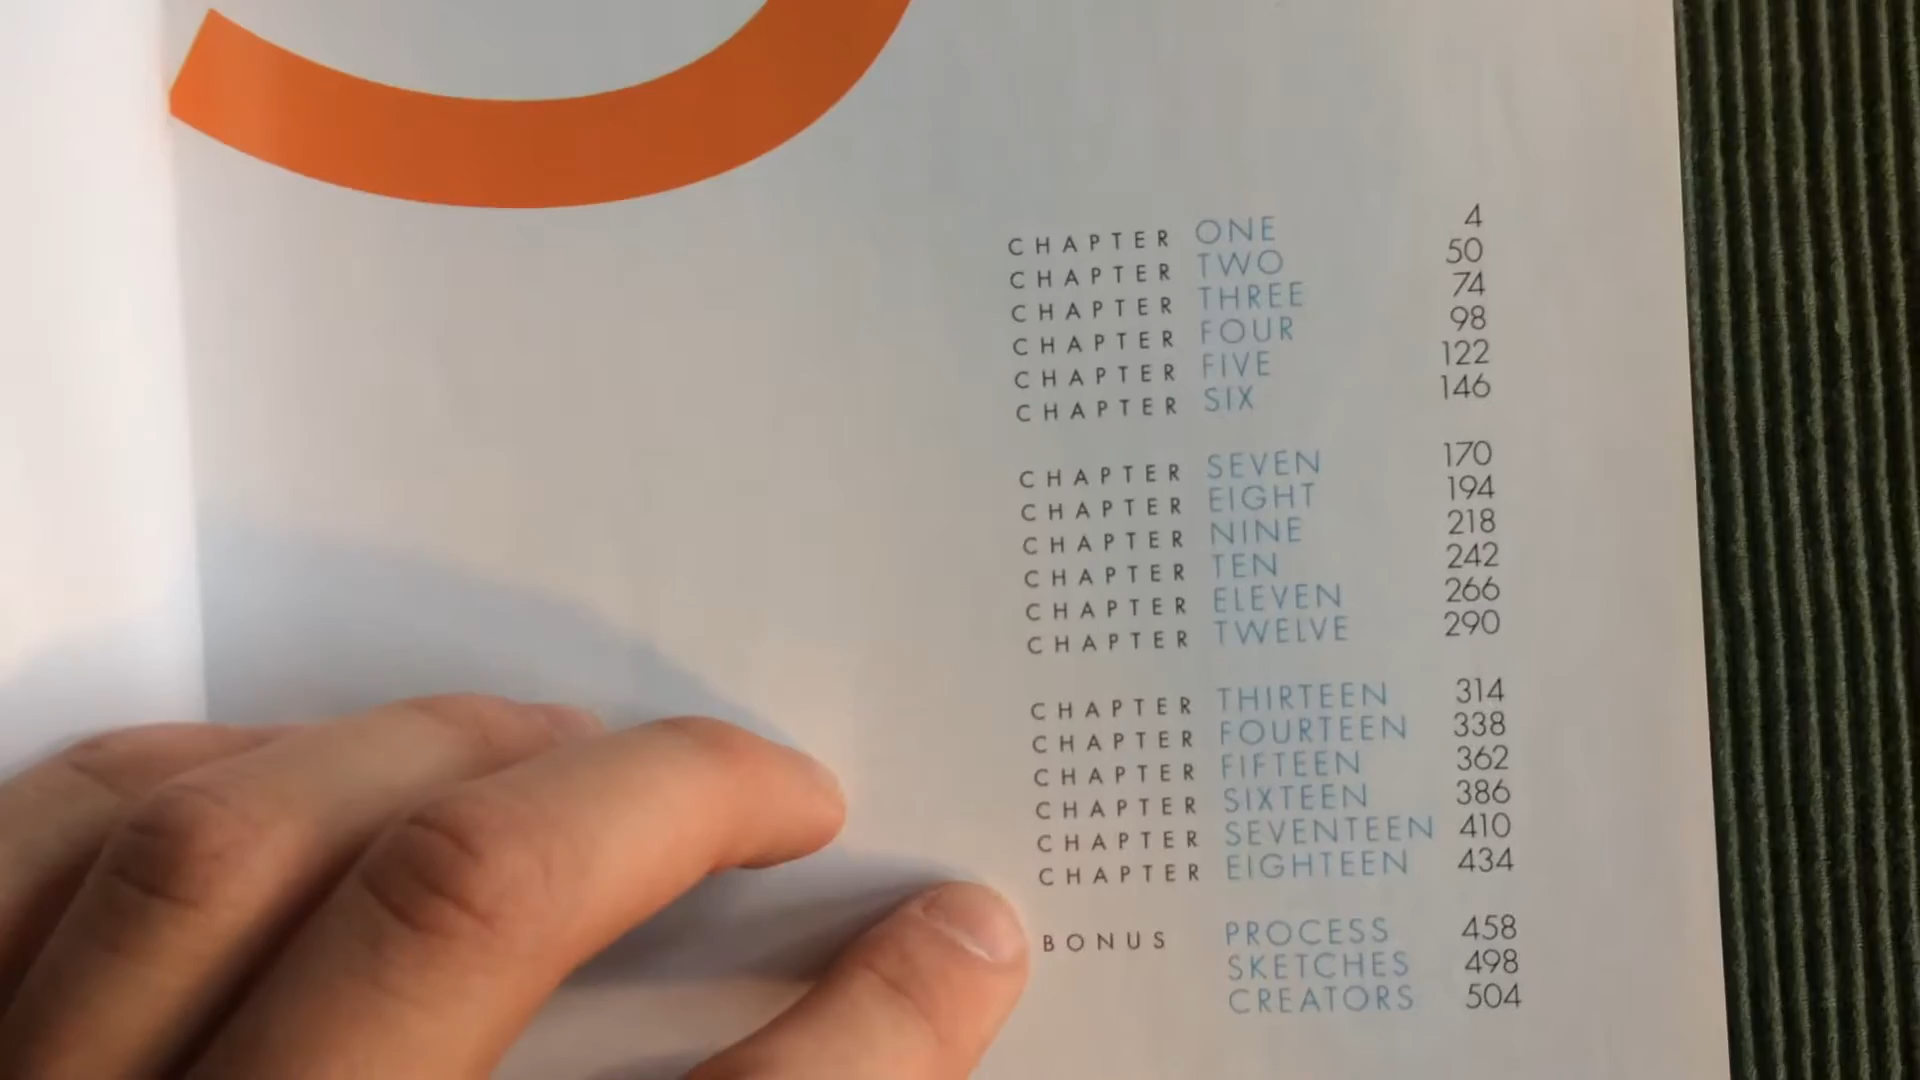 CHAPTER ONE 4
CHAPTER TWO 50
CHAPTER THREE 74
CHAPTER FOUR 98
CHAPTER FIVE 122
CHAPTER SIX 146
CHAPTER SEVEN 170
CHAPTER EIGHT 194
CHAPTER NINE 218
CHAPTER TEN 242
CHAPTER ELEVEN 266
CHAPTER TWELVE 290
CHAPTER THIRTEEN 314
CHAPTER FOURTEEN 338
CHAPTER FIFTEEN 362
CHAPTER SIXTEEN 386
CHAPTER SEVENTEEN 410
CHAPTER EIGHTEEN 434
BONUS PROCESS 458
SKETCHES 498
CREATORS 504